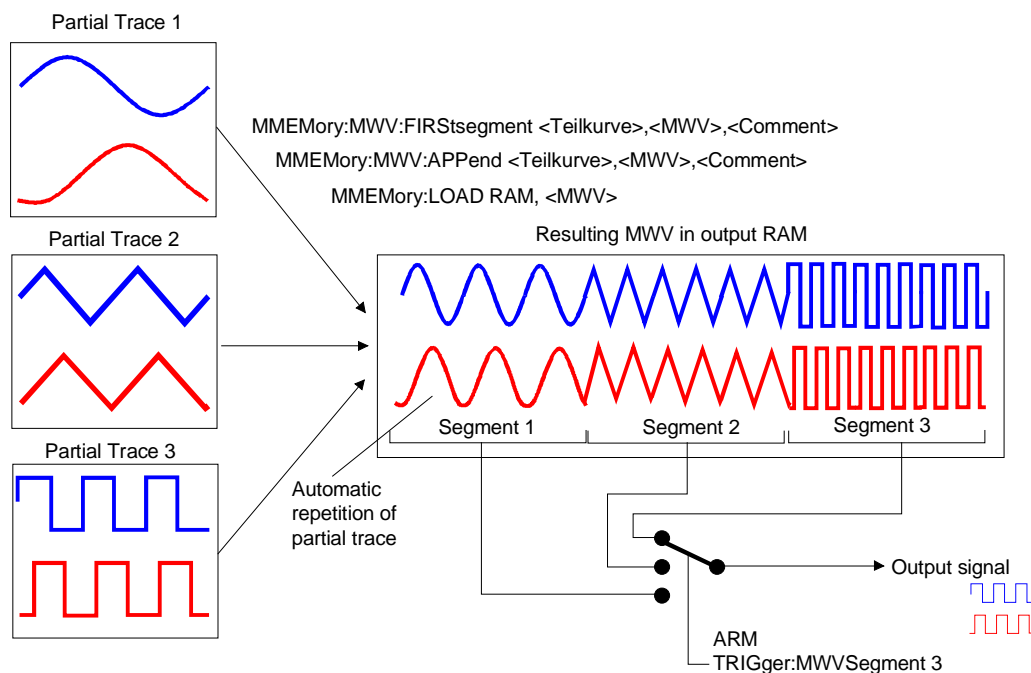 Partial Trace 1
MMEMory:MWV:FIRStsegment <Teilkurve>,<MWV>,<Comment>
MMEMory:MWV:APPend <Teilkurve>,<MWV>,<Comment>
MMEMory:LOAD RAM, <MWV>
Partial Trace 2
Resulting MWV in output RAM
Segment 1
Segment 2
Segment 3
Partial Trace 3
Automatic
repetition of
partial trace
Output signal
ARM
TRIGger:MWVSegment 3